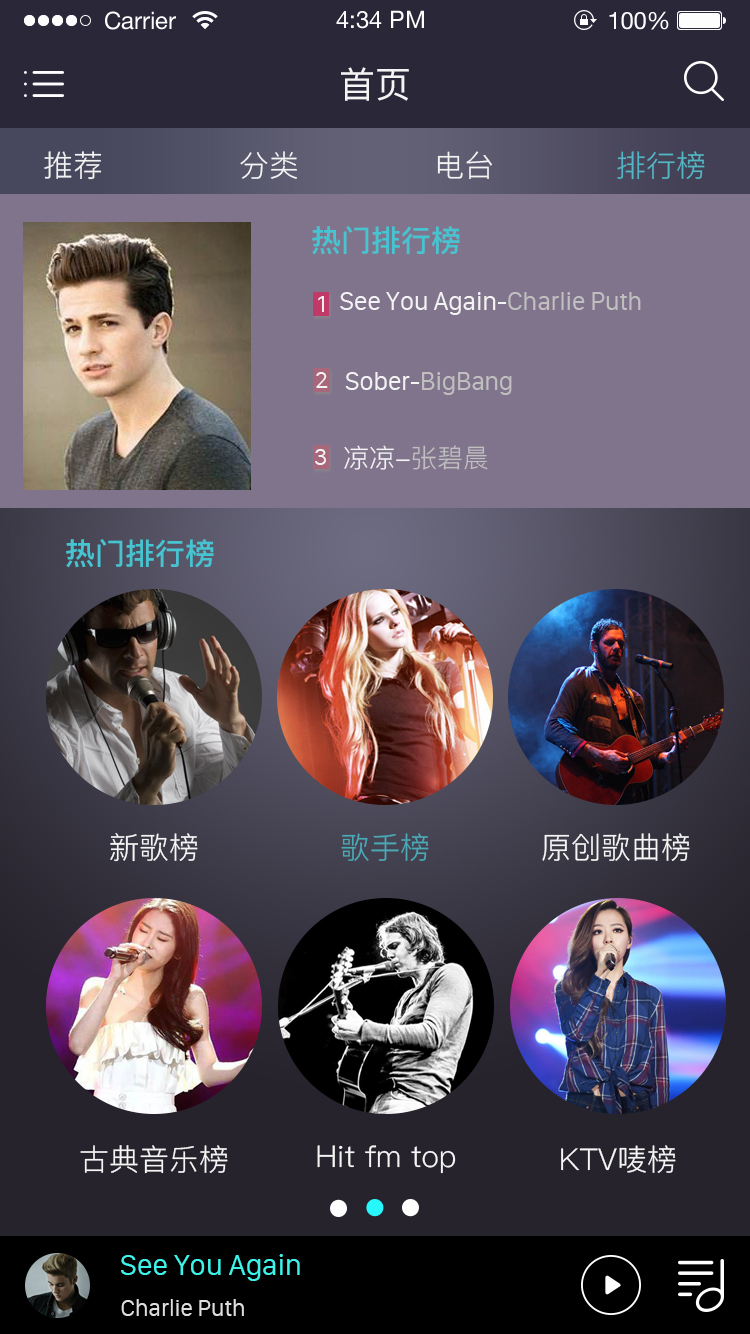 Carrier 4:34 PM 100%
首页
推荐 分类 电台 排行榜
热门排行榜
1 See You Again-Charlie Puth
2 Sober-BigBang
3 凉凉–张碧晨
热门排行榜
新歌榜 歌手榜 原创歌曲榜
古典音乐榜 Hit fm top KTV唛榜
See You Again
Charlie Puth